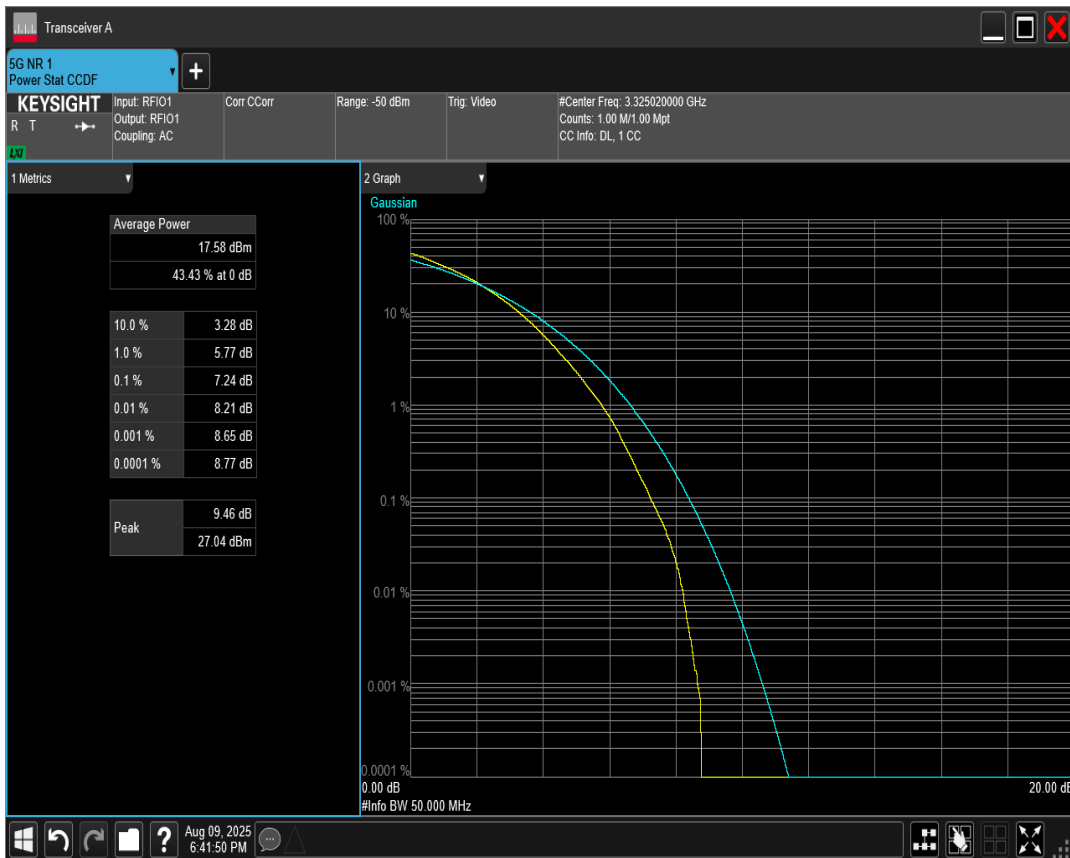 Transceiver A
5G NR 1
Power Stat CCDF
+
KEYSIGHT
R T
LXI
Input: RFIO1
Output: RFIO1
Coupling: AC
Corr CCorr
Range: -50 dBm
Trig: Video
#Center Freq: 3.325020000 GHz
Counts: 1.00 M/1.00 Mpt
CC Info: DL, 1 CC
1 Metrics
Average Power
17.58 dBm
43.43 % at 0 dB
10.0 % 3.28 dB
1.0 % 5.77 dB
0.1 % 7.24 dB
0.01 % 8.21 dB
0.001 % 8.65 dB
0.0001 % 8.77 dB
Peak
9.46 dB
27.04 dBm
2 Graph
Gaussian
100 %
10 %
1 %
0.1 %
0.01 %
0.001 %
0.0001 %
0.00 dB 20.00 dB
#Info BW 50.000 MHz
?
Aug 09, 2025
6:41:50 PM